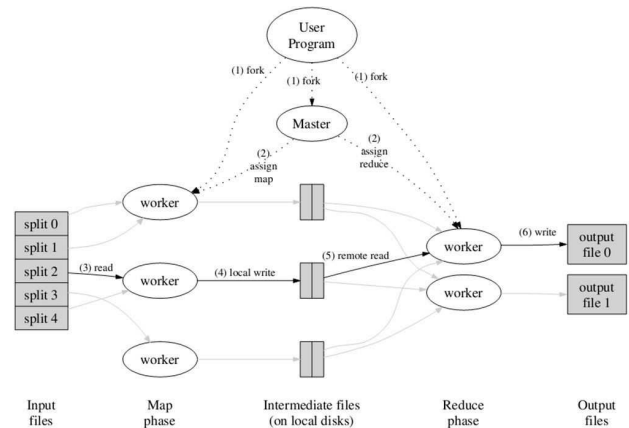 User
Program
(1) fork
(1) fork
(1) fork
Master
(2)
assign
map
(2)
assign
reduce
worker
split 0
split 1
split 2
split 3
split 4
(3) read
worker
(4) local write
(5) remote read
worker
(6) write
output
file 0
worker
output
file 1
worker
Input
files
Map
phase
Intermediate files
(on local disks)
Reduce
phase
Output
files